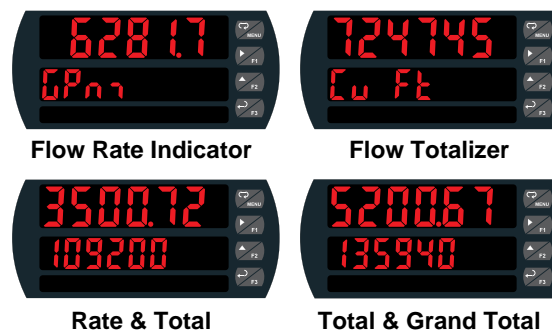 6281.7
MENU
F1
GPm
F2
F3
Flow Rate Indicator
724745
MENU
F1
Cu Ft
F2
F3
Flow Totalizer
3500.72
MENU
F1
109200
F2
F3
Rate & Total
5200.67
MENU
F1
135940
F2
F3
Total & Grand Total